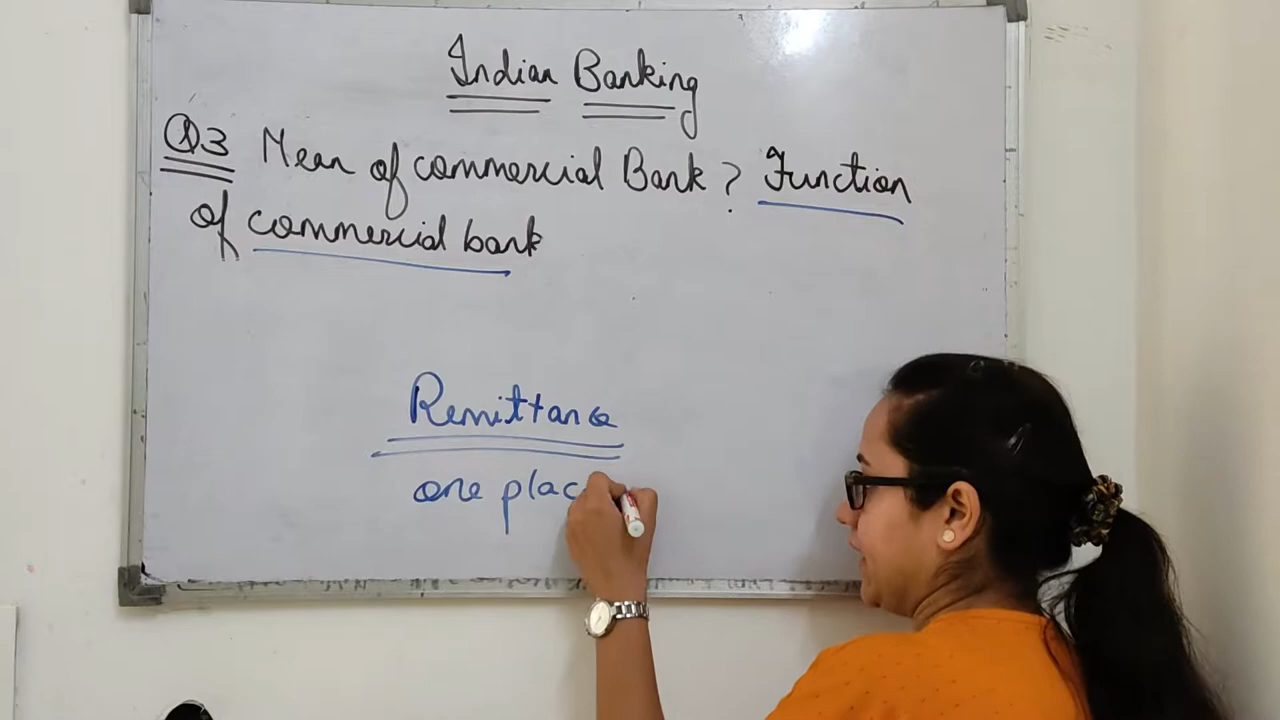 Indian Banking
Q3 Mean of commercial Bank? Function
of commercial bank
Remittance
one plac